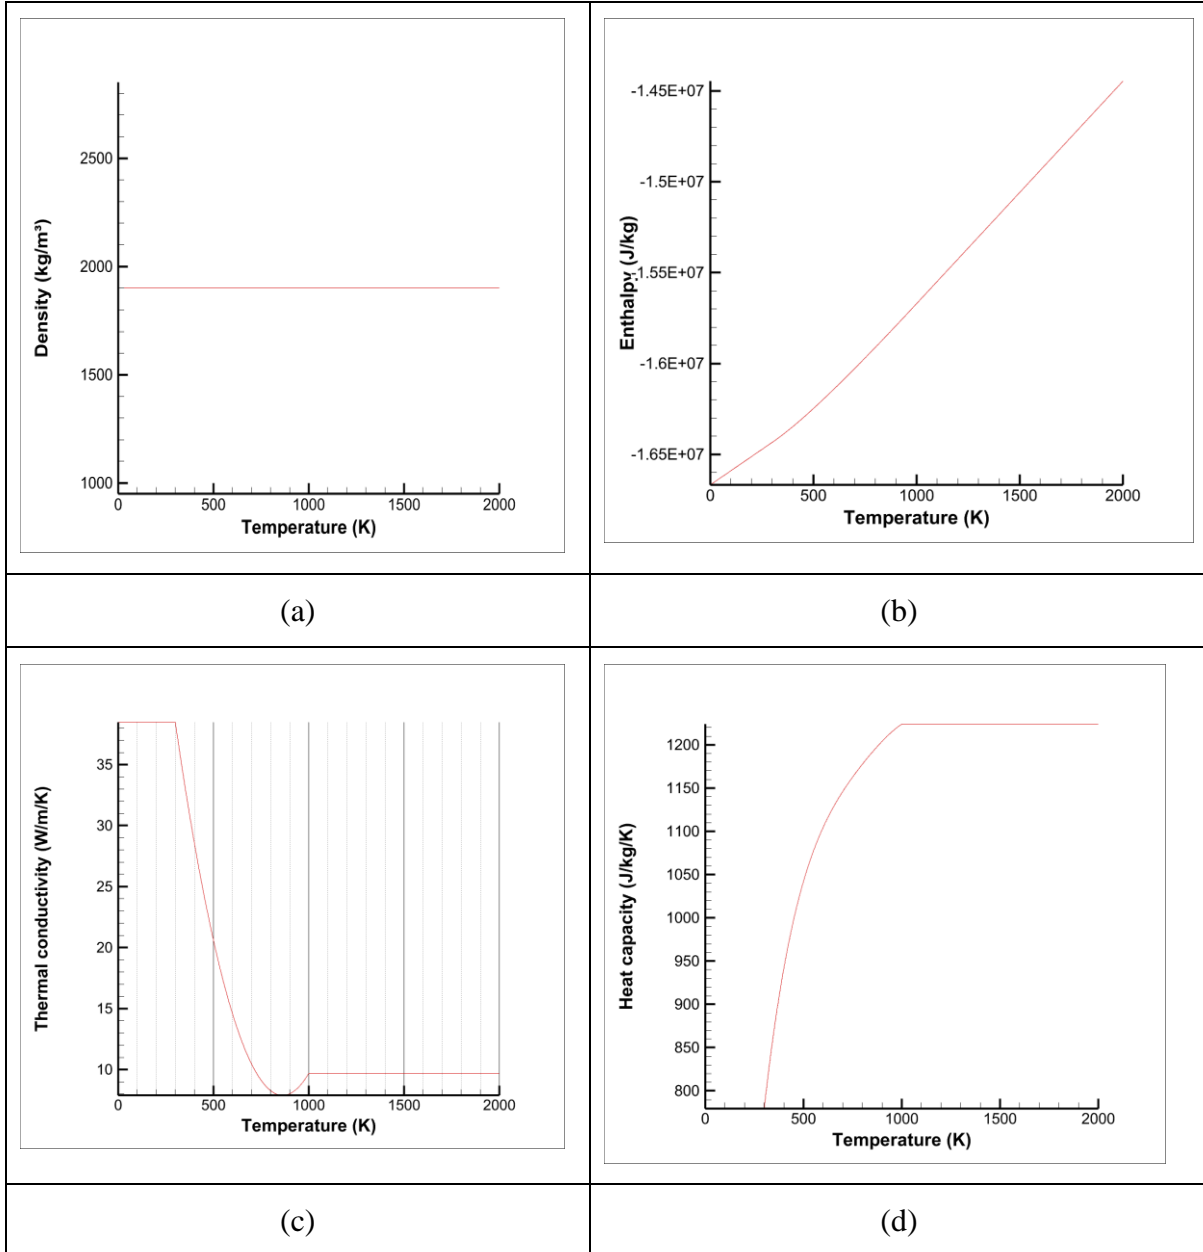 2500
2000
1500
1000
Density (kg/m³)
0 500 1000 1500 2000
Temperature (K)
-1.45E+07
-1.5E+07
-1.55E+07
-1.6E+07
-1.65E+07
Enthalpy (J/kg)
0 500 1000 1500 2000
Temperature (K)
(a)
(b)
35
30
25
20
15
10
Thermal conductivity (W/m/K)
0 500 1000 1500 2000
Temperature (K)
1200
1150
1100
1050
1000
950
900
850
800
Heat capacity (J/kg/K)
0 500 1000 1500 2000
Temperature (K)
(c)
(d)